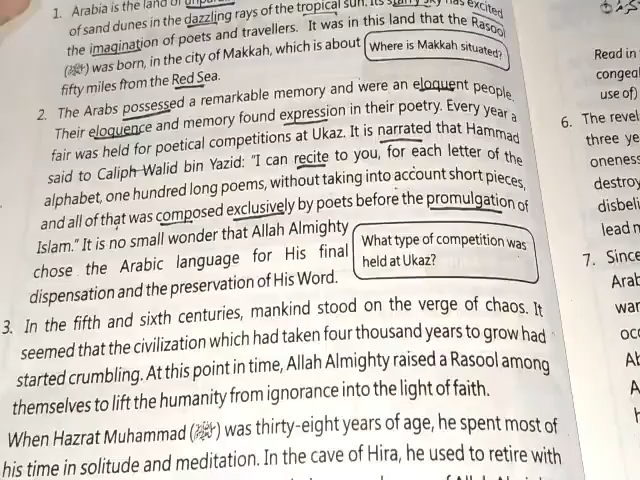 1. Arabia is the land of
of sand dunes in the dazzling rays of the tropical sun. Its starry sky has excited
the imagination of poets and travellers. It was in this land that the Rasool
(ﷺ) was born, in the city of Makkah, which is about
Where is Makkah situated?
fifty miles from the Red Sea.
2. The Arabs possessed a remarkable memory and were an eloquent people.
Their eloquence and memory found expression in their poetry. Every year a
fair was held for poetical competitions at Ukaz. It is narrated that Hammad
said to Caliph Walid bin Yazid: "I can recite to you, for each letter of the
alphabet, one hundred long poems, without taking into account short pieces,
and all of that was composed exclusively by poets before the promulgation of
Islam." It is no small wonder that Allah Almighty
chose the Arabic language for His final
dispensation and the preservation of His Word.
What type of competition was
held at Ukaz?
3. In the fifth and sixth centuries, mankind stood on the verge of chaos. It
seemed that the civilization which had taken four thousand years to grow had
started crumbling. At this point in time, Allah Almighty raised a Rasool among
themselves to lift the humanity from ignorance into the light of faith.
When Hazrat Muhammad (ﷺ) was thirty-eight years of age, he spent most of
his time in solitude and meditation. In the cave of Hira, he used to retire with
Read in
congea
use of)
6. The revel
three ye
oneness
destroy
disbeli
lead n
7. Since
Arab
war
occ